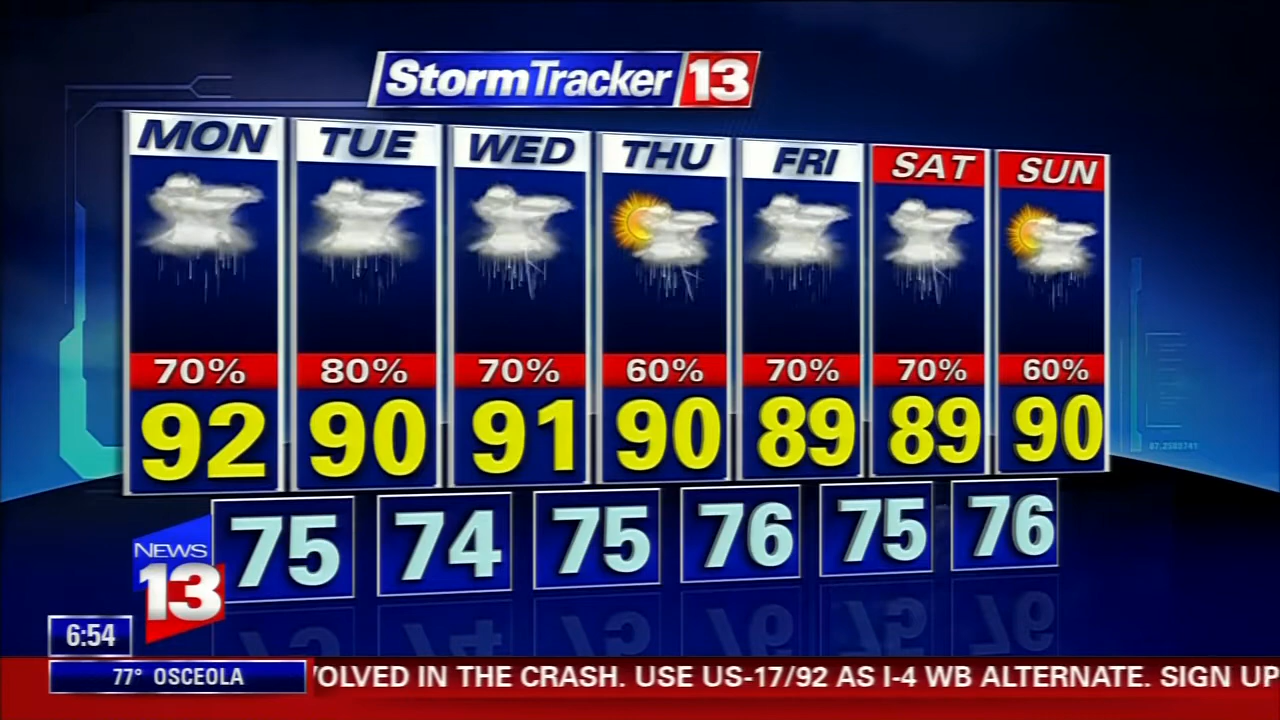 StormTracker 13
MON TUE WED THU FRI SAT SUN
70% 80% 70% 60% 70% 70% 60%
92 90 91 90 89 89 90
75 74 75 76 75 76
NEWS
13
6:54
77° OSCEOLA
VOLVED IN THE CRASH. USE US-17/92 AS I-4 WB ALTERNATE. SIGN UP